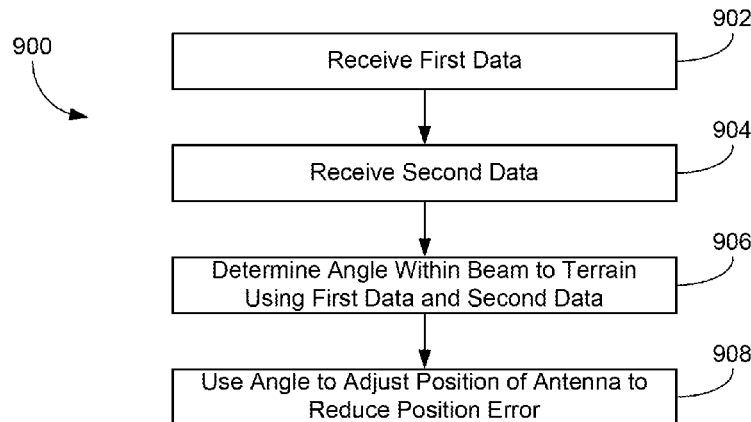 900
902
Receive First Data
904
Receive Second Data
906
Determine Angle Within Beam to Terrain
Using First Data and Second Data
908
Use Angle to Adjust Position of Antenna to
Reduce Position Error